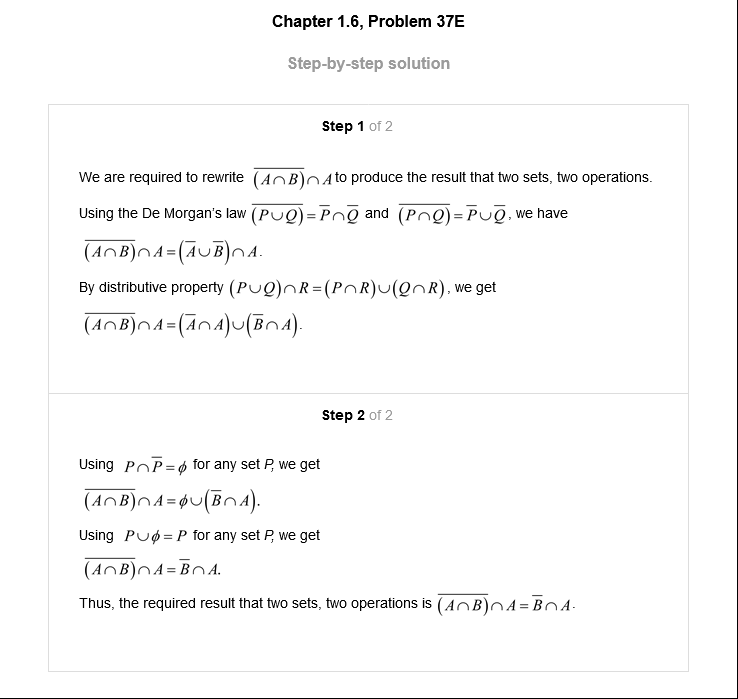 Chapter 1.6, Problem 37E
Step-by-step solution
Step 1 of 2
We are required to rewrite $\overline{(A \cap B)} \cap A$ to produce the result that two sets, two operations.
Using the De Morgan's law $\overline{(P \cup Q)} = \overline{P} \cap \overline{Q}$ and $\overline{(P \cap Q)} = \overline{P} \cup \overline{Q}$, we have
$\overline{(A \cap B)} \cap A = (\overline{A} \cup \overline{B}) \cap A.$
By distributive property $(P \cup Q) \cap R = (P \cap R) \cup (Q \cap R)$, we get
$\overline{(A \cap B)} \cap A = (\overline{A} \cap A) \cup (\overline{B} \cap A).$
Step 2 of 2
Using $P \cap \overline{P} = \phi$ for any set P, we get
$\overline{(A \cap B)} \cap A = \phi \cup (\overline{B} \cap A).$
Using $P \cup \phi = P$ for any set P, we get
$\overline{(A \cap B)} \cap A = \overline{B} \cap A.$
Thus, the required result that two sets, two operations is $\overline{(A \cap B)} \cap A = \overline{B} \cap A.$